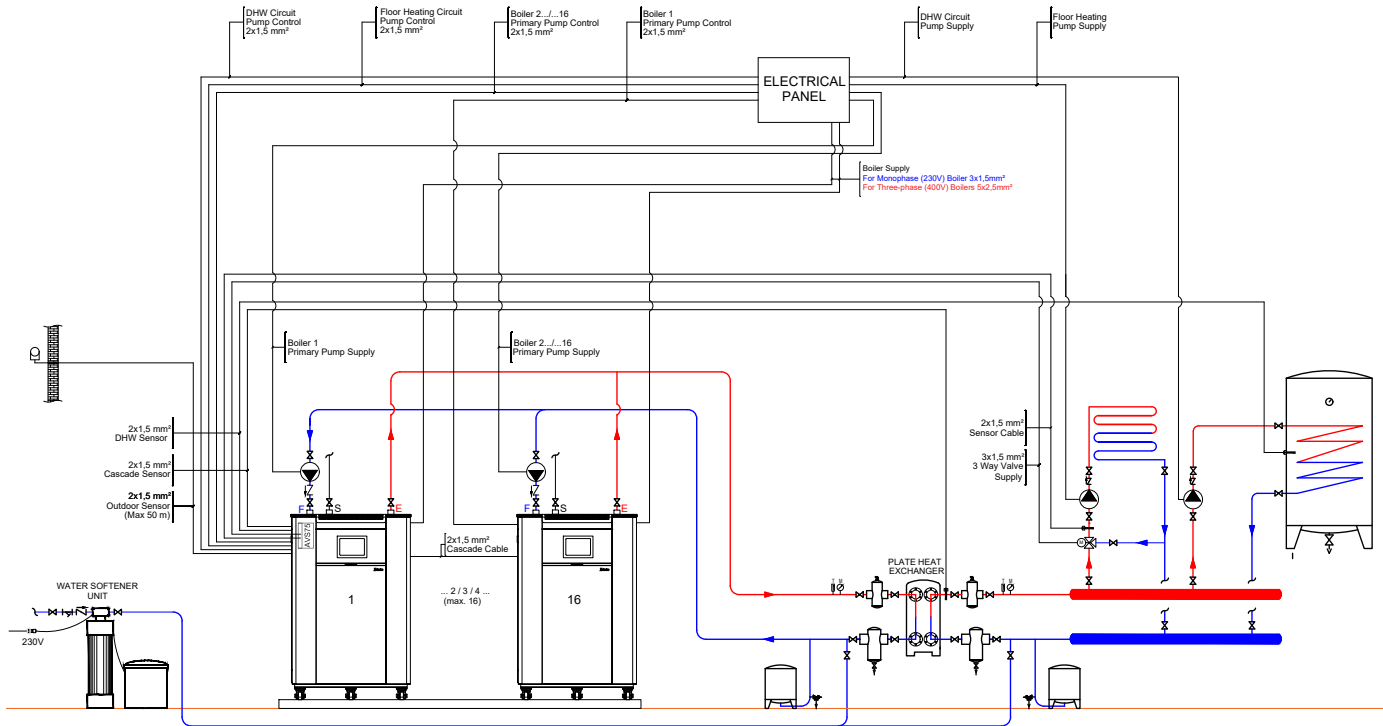 DHW Circuit
Pump Control
2x1,5 mm²
Floor Heating Circuit
Pump Control
2x1,5 mm²
Boiler 2.../...16
Primary Pump Control
2x1,5 mm²
Boiler 1
Primary Pump Control
2x1,5 mm²
DHW Circuit
Pump Supply
Floor Heating
Pump Supply
ELECTRICAL
PANEL
Boiler Supply
For Monophase (230V) Boiler 3x1,5mm²
For Three-phase (400V) Boilers 5x2,5mm²
Boiler 1
Primary Pump Supply
Boiler 2.../...16
Primary Pump Supply
2x1,5 mm²
DHW Sensor
2x1,5 mm²
Cascade Sensor
2x1,5 mm²
Outdoor Sensor
(Max 50 m)
2x1,5 mm²
Sensor Cable
3x1,5 mm²
3 Way Valve
Supply
F
S
E
F
S
E
AVS75
2x1,5 mm²
Cascade Cable
1
... 2 / 3 / 4 ...
(max. 16)
16
M
PLATE HEAT
EXCHANGER
T M
T M
WATER SOFTENER
UNIT
230V